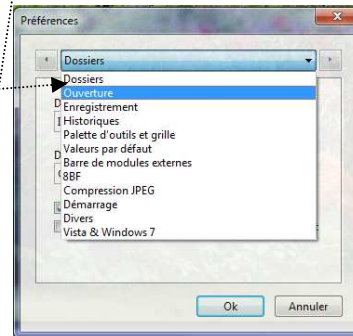 Préférences
Dossiers
Dossiers
Ouverture
Enregistrement
Historiques
Palette d'outils et grille
Valeurs par défaut
Barre de modules externes
8BF
Compression JPEG
Démarrage
Divers
Vista & Windows 7
Ok
Annuler